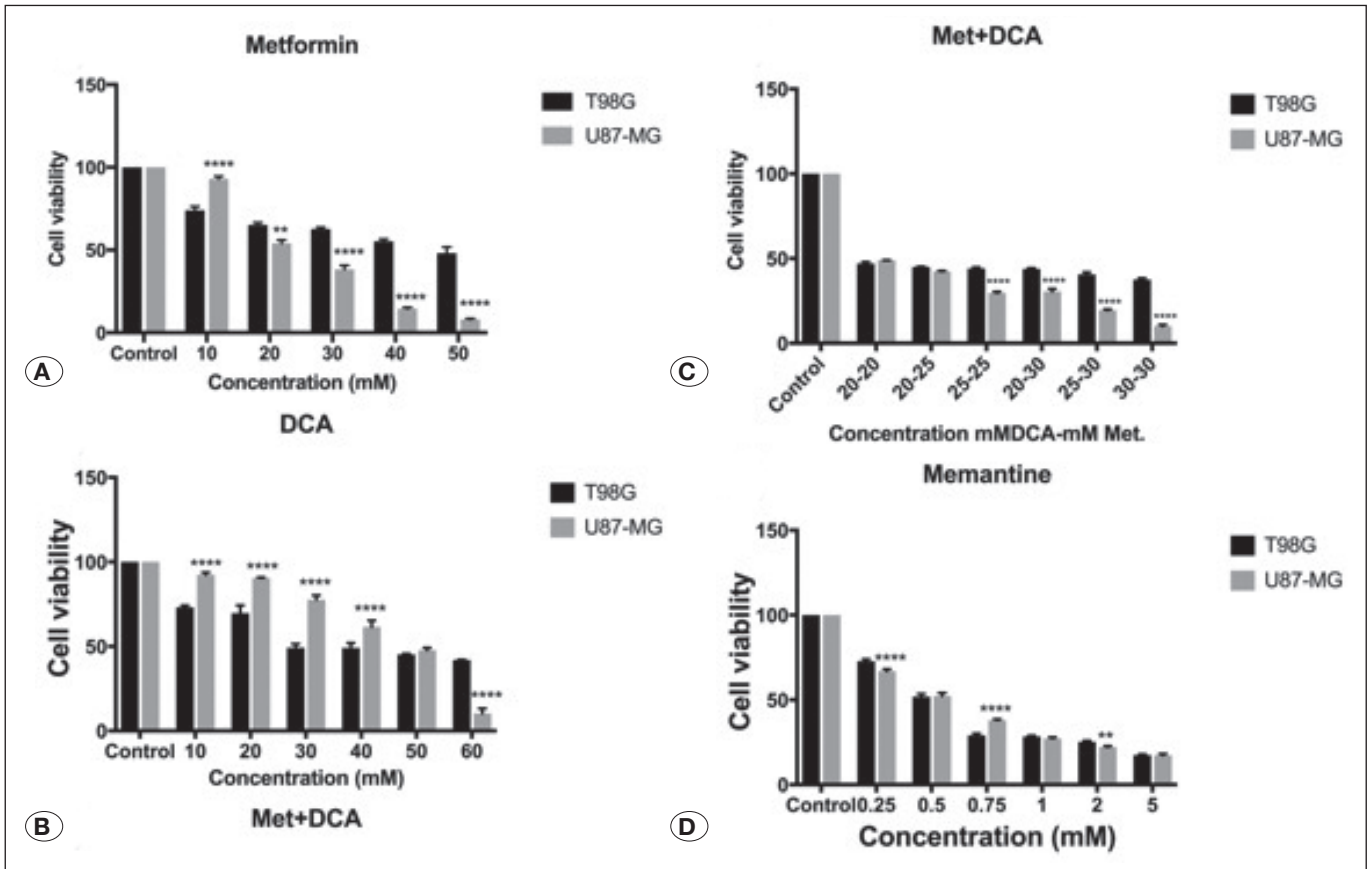 Metformin
Cell viability
150
100
50
0
T98G
U87-MG
****
**
****
****
****
Control 10 20 30 40 50
Concentration (mM)
A
DCA
Cell viability
150
100
50
0
T98G
U87-MG
****
****
****
****
****
Control 10 20 30 40 50 60
Concentration (mM)
Met+DCA
B
Met+DCA
Cell viability
150
100
50
0
T98G
U87-MG
****
****
****
****
Control 20-20 20-25 25-25 20-30 25-30 30-30
Concentration mMDCA-mM Met.
C
Memantine
Cell viability
150
100
50
0
T98G
U87-MG
****
****
**
Control 0.25 0.5 0.75 1 2 5
Concentration (mM)
D